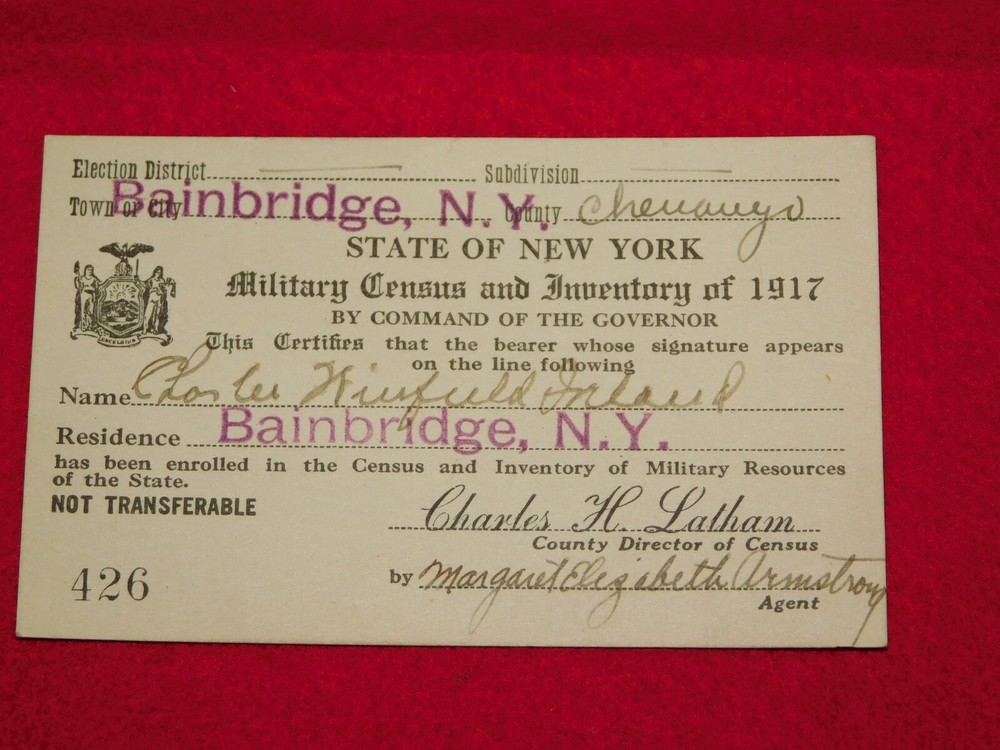 Election District Subdivision
Town or City Bainbridge, N.Y. County Chenango
STATE OF NEW YORK
Military Census and Inventory of 1917
BY COMMAND OF THE GOVERNOR
This Certifies that the bearer whose signature appears
on the line following
EXCELSIOR
Name Winfield Ireland
Residence Bainbridge, N.Y.
has been enrolled in the Census and Inventory of Military Resources
of the State.
NOT TRANSFERABLE
Charles H. Latham
County Director of Census
426
by Margaret Elizabeth Armstrong
Agent